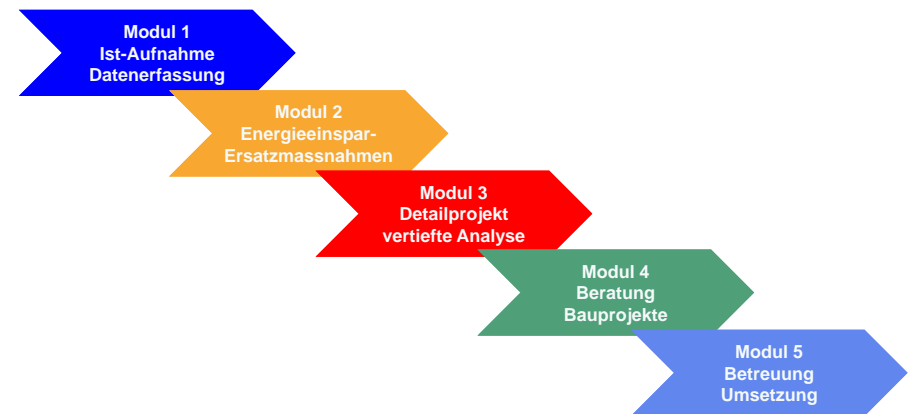 Modul 1
Ist-Aufnahme
Datenerfassung
Modul 2
Energieeinspar-
Ersatzmassnahmen
Modul 3
Detailprojekt
vertiefte Analyse
Modul 4
Beratung
Bauprojekte
Modul 5
Betreuung
Umsetzung